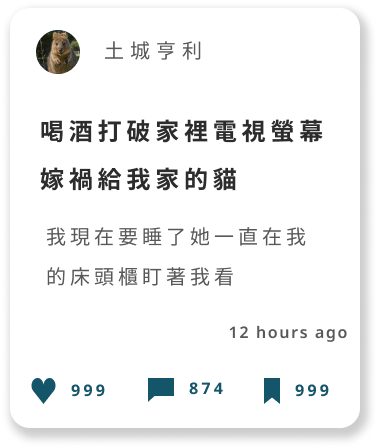 土城亨利
喝酒打破家裡電視螢幕
嫁禍給我家的貓
我現在要睡了她一直在我
的床頭櫃盯著我看
12 hours ago
999 874 999